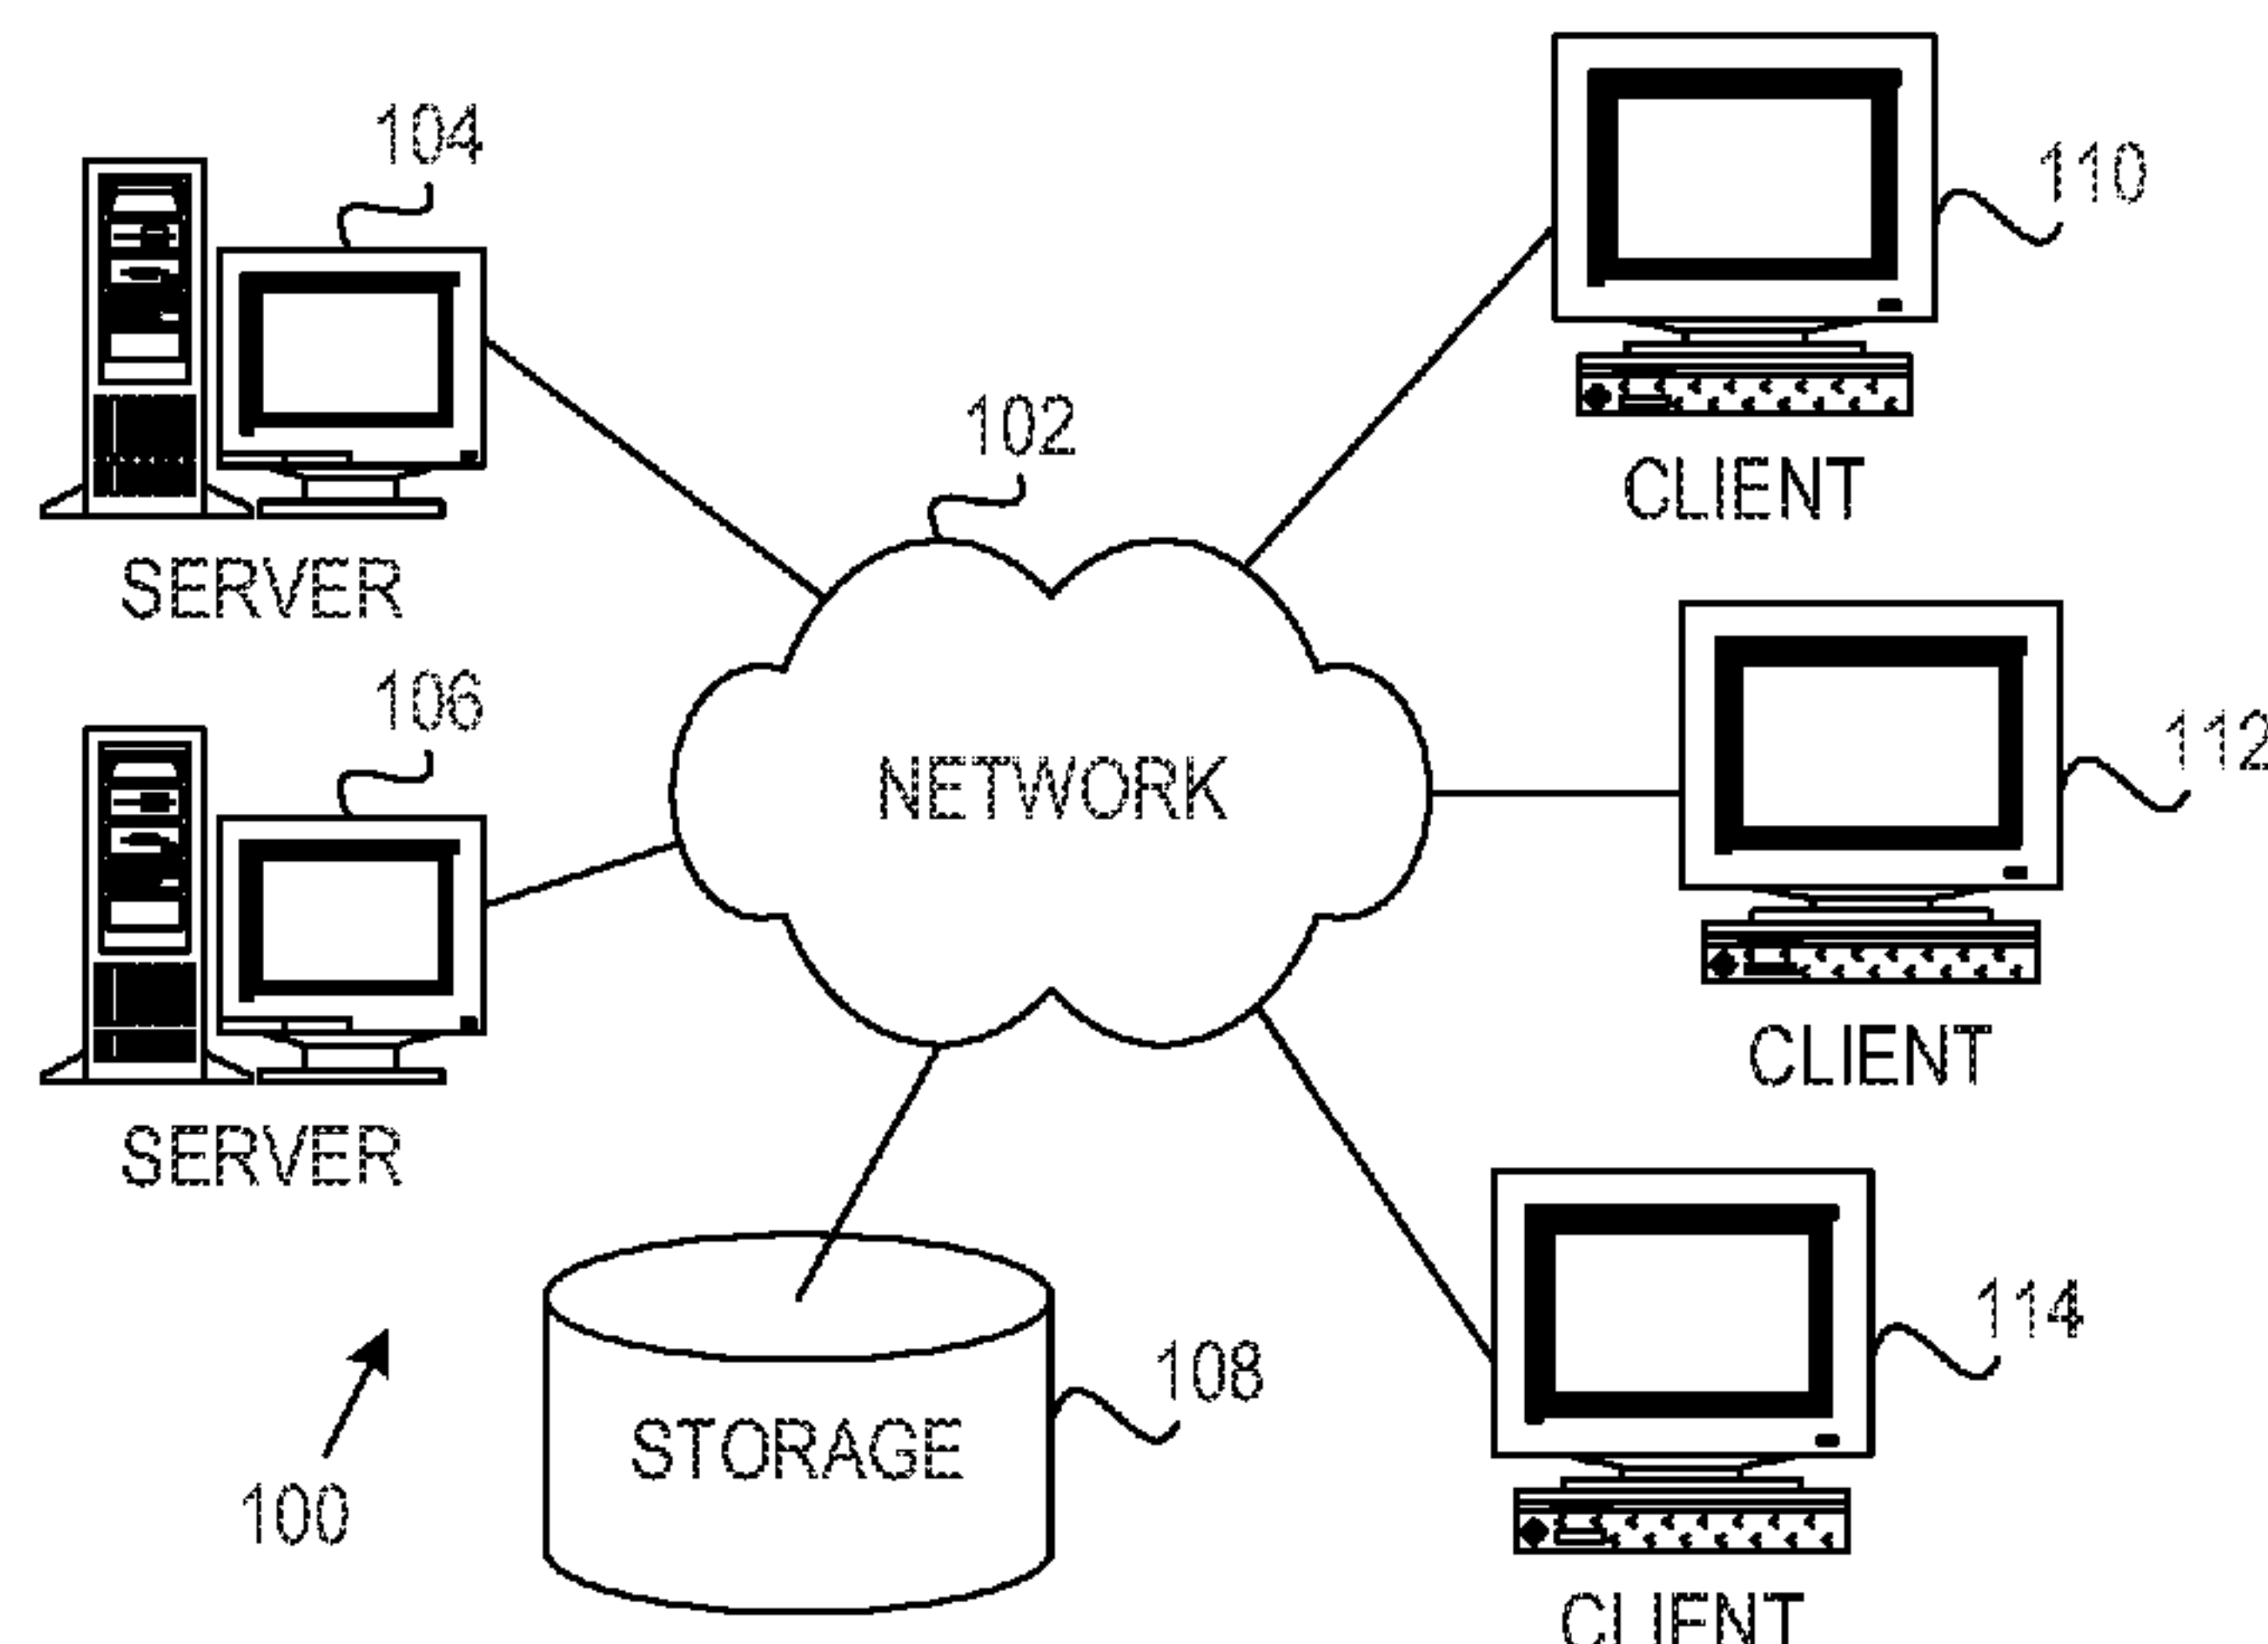 104
110
102
CLIENT
SERVER
106
112
NETWORK
CLIENT
SERVER
114
108
STORAGE
100
CLIENT